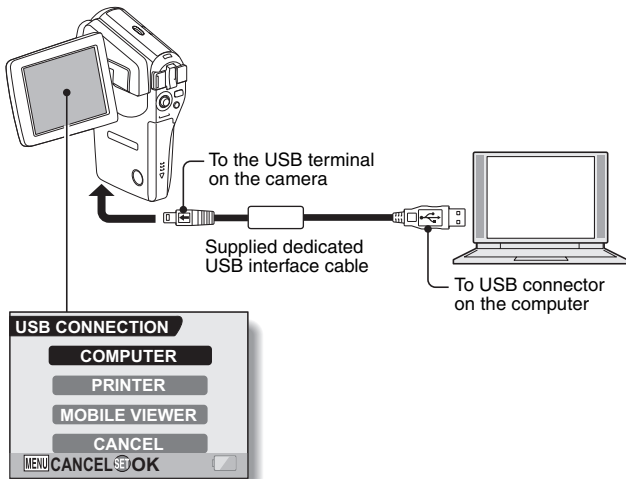 To the USB terminal
on the camera
Supplied dedicated
USB interface cable
To USB connector
on the computer
USB CONNECTION
COMPUTER
PRINTER
MOBILE VIEWER
CANCEL
MENU CANCEL SET OK